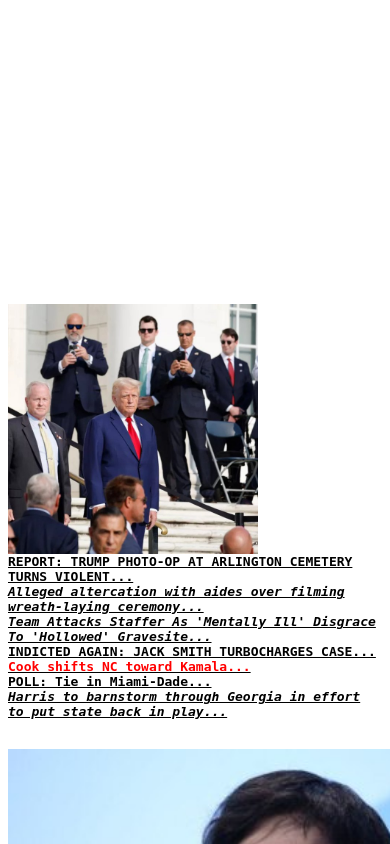 REPORT: TRUMP PHOTO-OP AT ARLINGTON CEMETERY
TURNS VIOLENT...
Alleged altercation with aides over filming
wreath-laying ceremony...
Team Attacks Staffer As 'Mentally Ill' Disgrace
To 'Hollowed' Gravesite...
INDICTED AGAIN: JACK SMITH TURBOCHARGES CASE...
Cook shifts NC toward Kamala...
POLL: Tie in Miami-Dade...
Harris to barnstorm through Georgia in effort
to put state back in play...